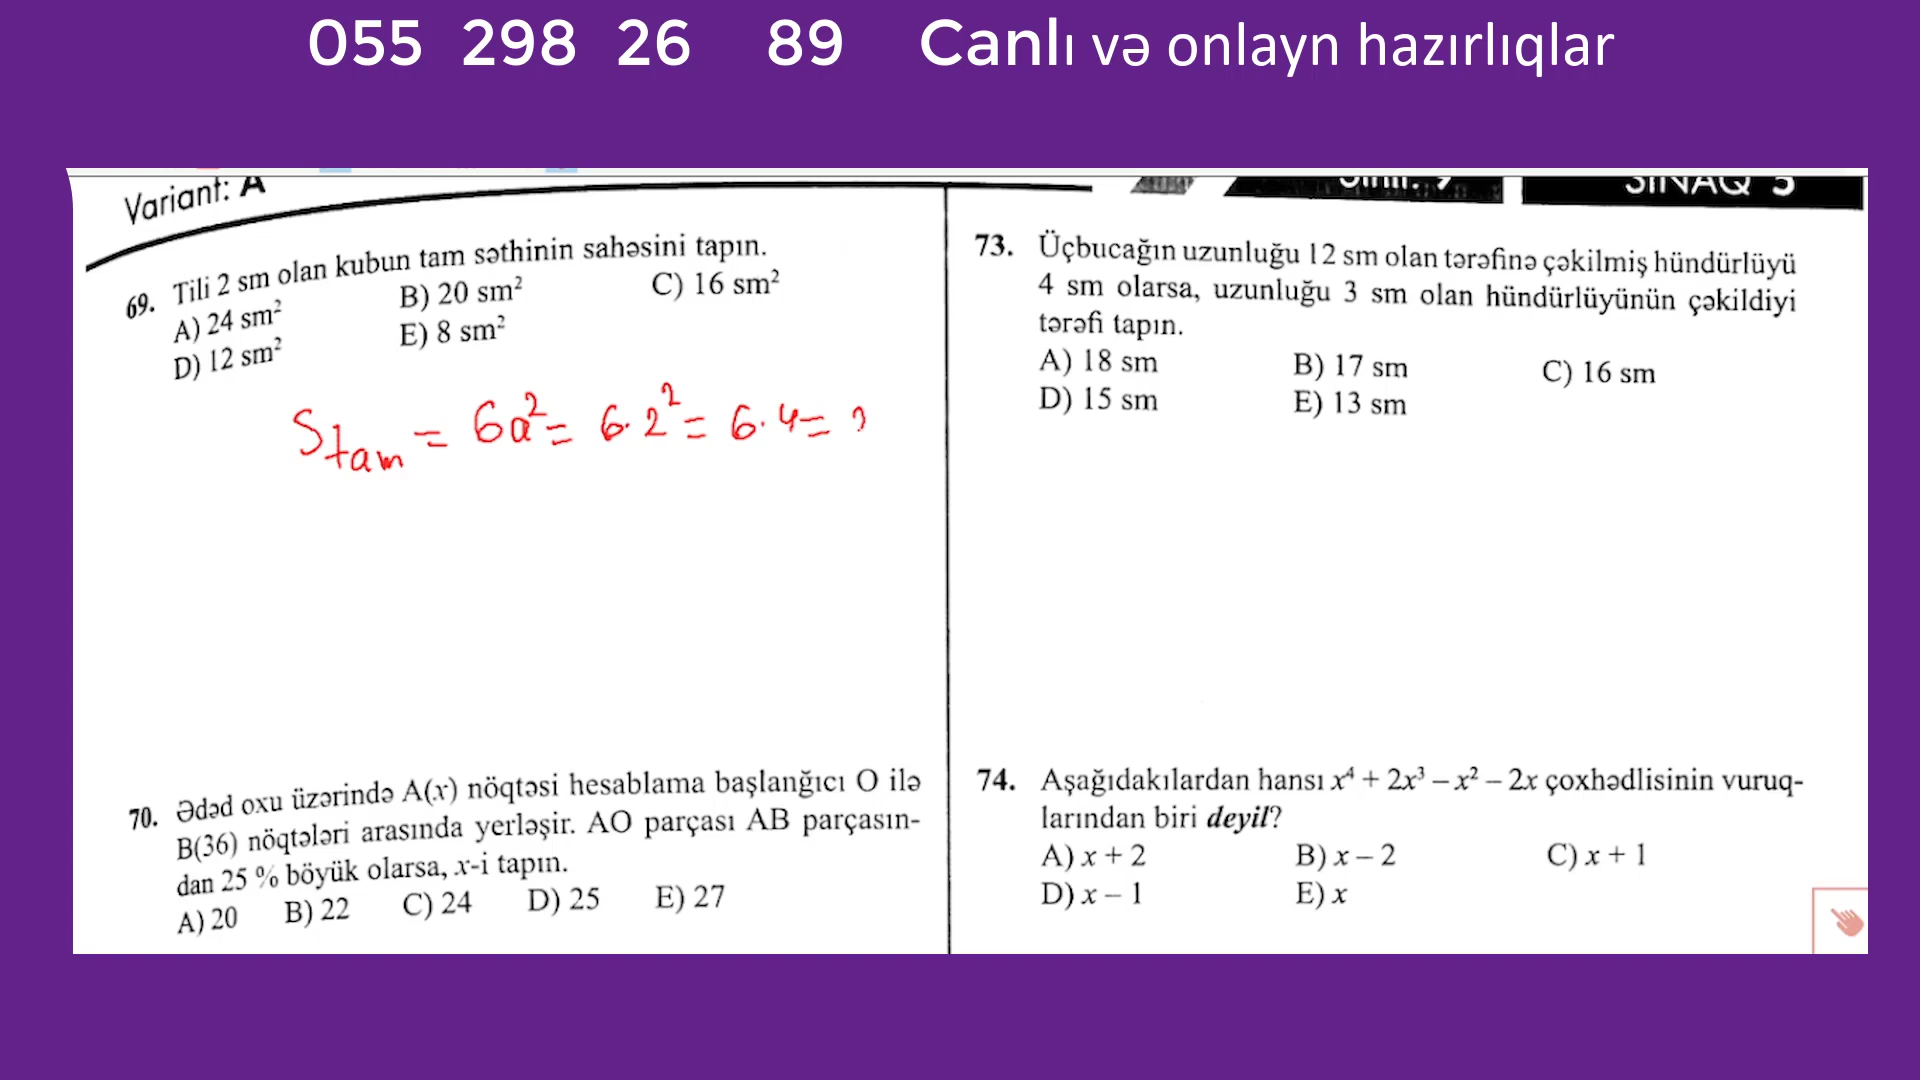 055 298 26 89 Canlı və onlayn hazırlıqlar
Variant: A
SINAQ 5
69. Tili 2 sm olan kubun tam səthinin sahəsini tapın.
A) 24 sm² B) 20 sm² C) 16 sm²
D) 12 sm² E) 8 sm²
S tam = 6a² = 6·2² = 6·4 =
70. Ədəd oxu üzərində A(x) nöqtəsi hesablama başlanğıcı O ilə
B(36) nöqtələri arasında yerləşir. AO parçası AB parçasın-
dan 25 % böyük olarsa, x-i tapın.
A) 20 B) 22 C) 24 D) 25 E) 27
73. Üçbucağın uzunluğu 12 sm olan tərəfinə çəkilmiş hündürlüyü
4 sm olarsa, uzunluğu 3 sm olan hündürlüyünün çəkildiyi
tərəfi tapın.
A) 18 sm B) 17 sm C) 16 sm
D) 15 sm E) 13 sm
74. Aşağıdakılardan hansı x⁴ + 2x³ – x² – 2x çoxhədlisinin vuruq-
larından biri deyil?
A) x + 2 B) x – 2 C) x + 1
D) x – 1 E) x